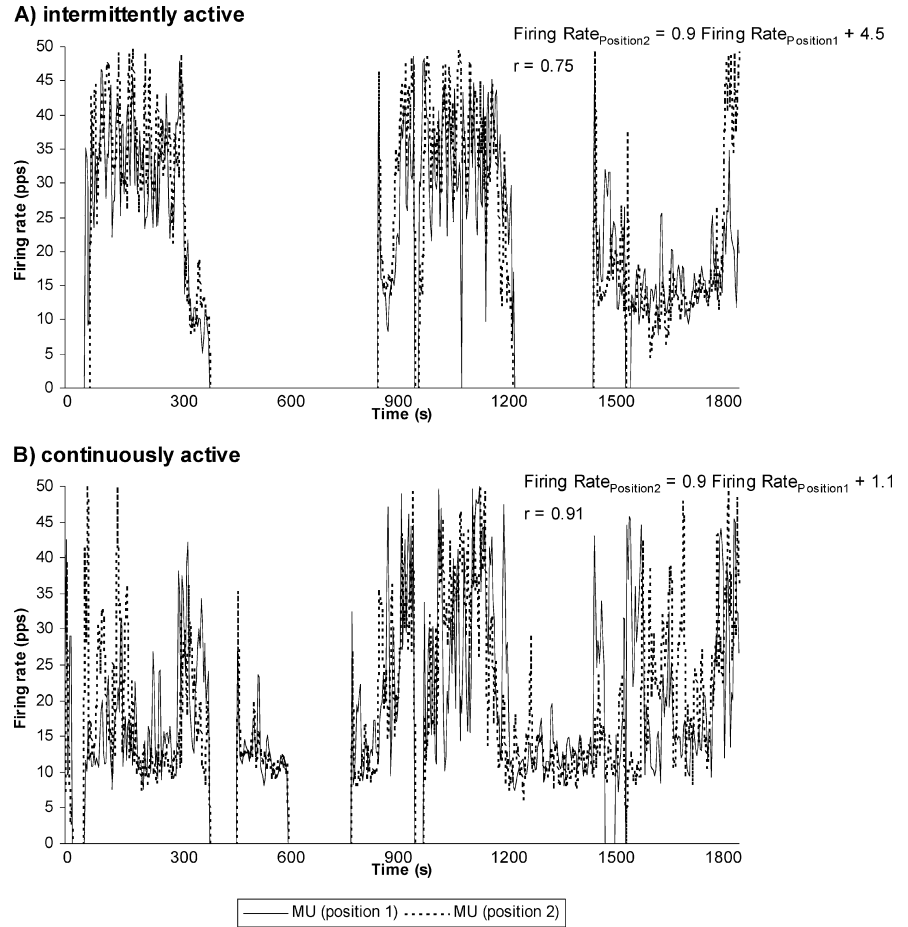 A) intermittently active
Firing RatePosition2 = 0.9 Firing RatePosition1 + 4.5
r = 0.75
Firing rate (pps)
50
45
40
35
30
25
20
15
10
5
0
0 300 600 900 1200 1500 1800
Time (s)
B) continuously active
Firing RatePosition2 = 0.9 Firing RatePosition1 + 1.1
r = 0.91
Firing rate (pps)
50
45
40
35
30
25
20
15
10
5
0
0 300 600 900 1200 1500 1800
Time (s)
MU (position 1) MU (position 2)